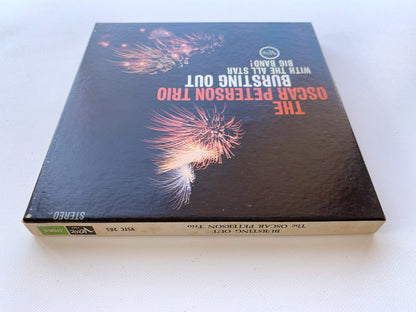 THE
OSCAR PETERSON TRIO
BURSTING OUT
WITH THE ALL STAR
BIG BAND!
STEREO
BURSTING OUT
The OSCAR PETERSON Trio